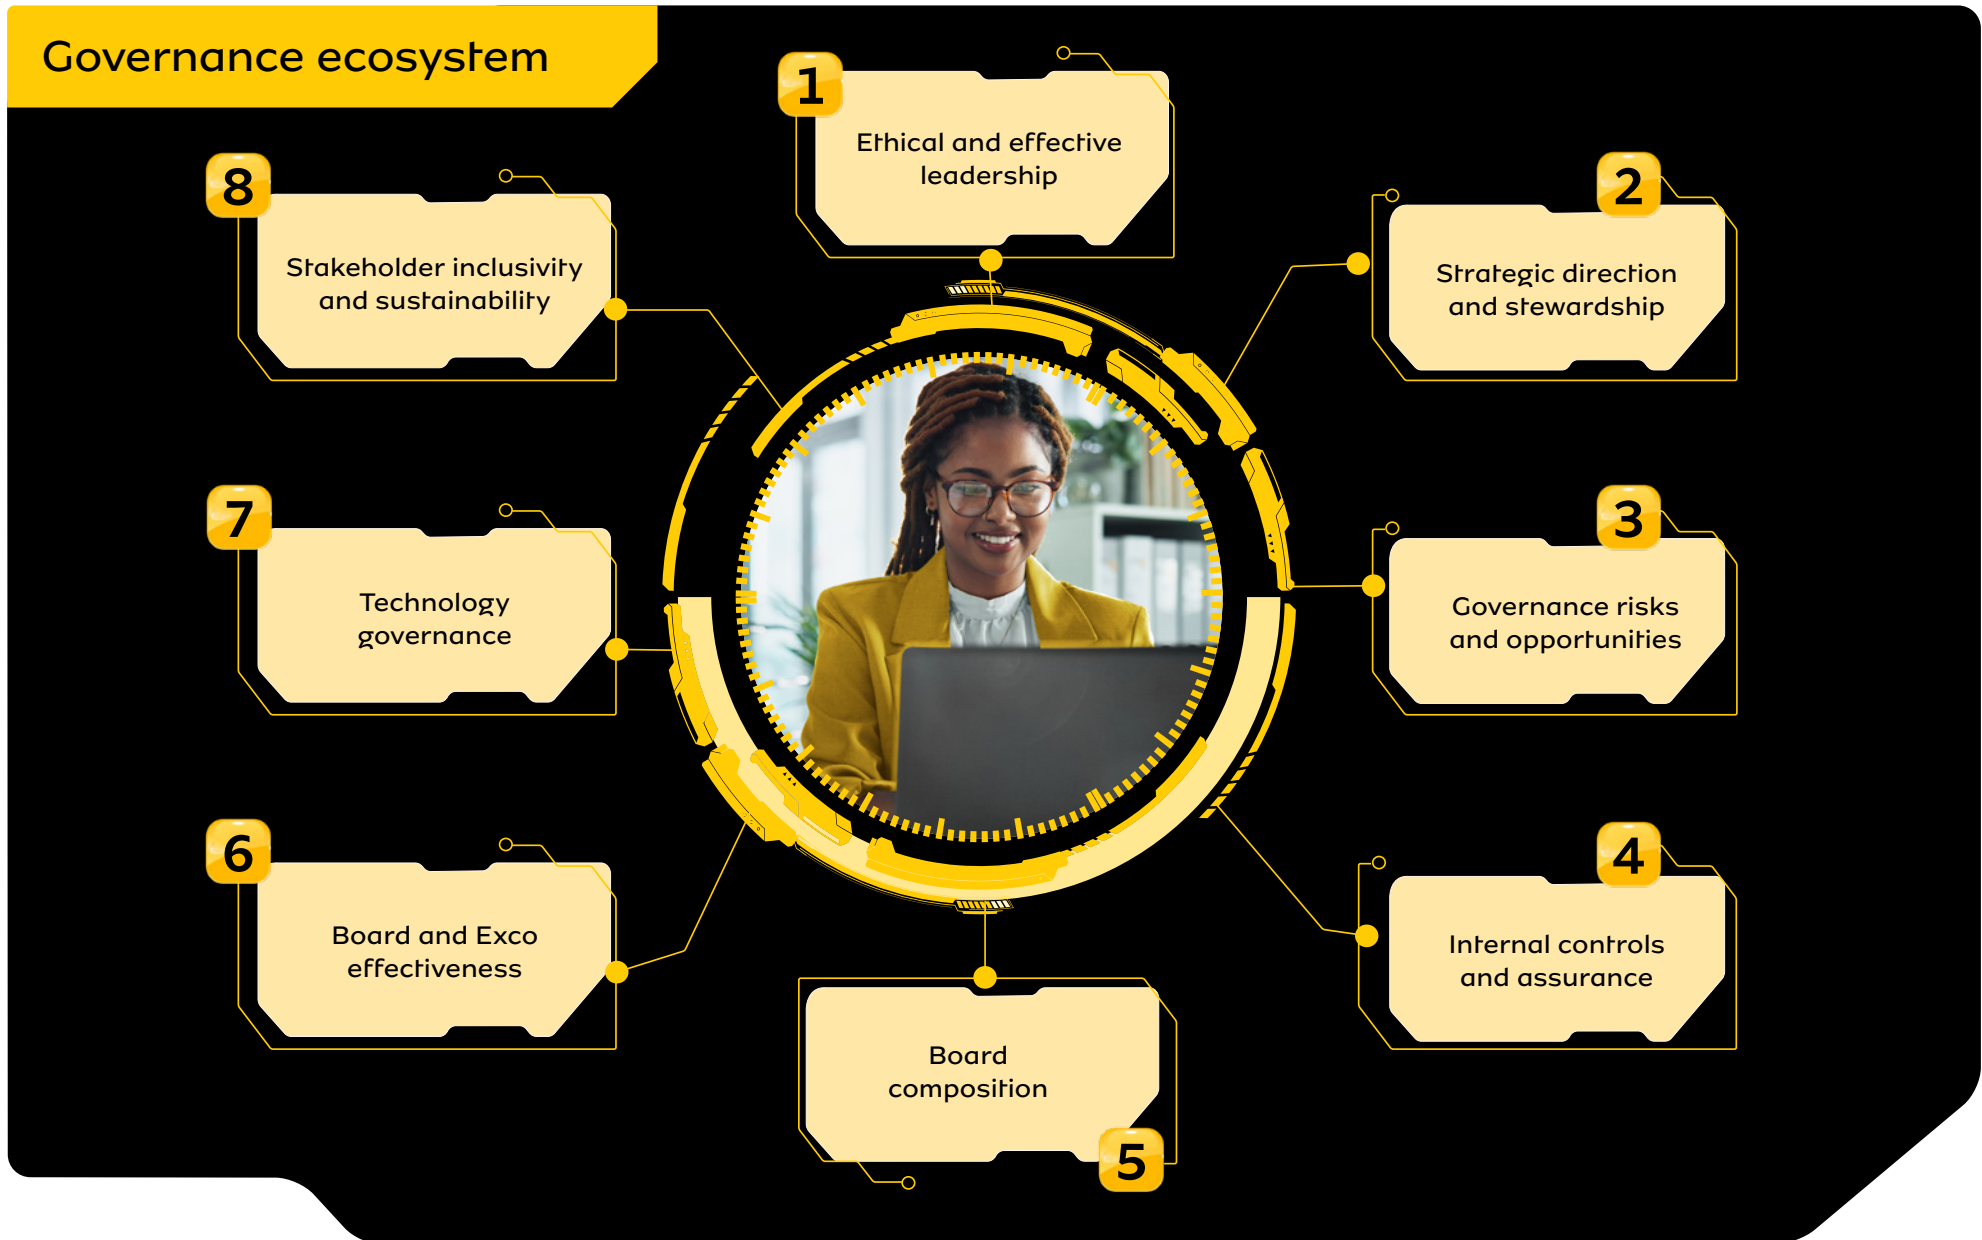 Governance ecosystem
1
Ethical and effective
leadership
2
Strategic direction
and stewardship
3
Governance risks
and opportunities
4
Internal controls
and assurance
5
Board
composition
6
Board and Exco
effectiveness
7
Technology
governance
8
Stakeholder inclusivity
and sustainability